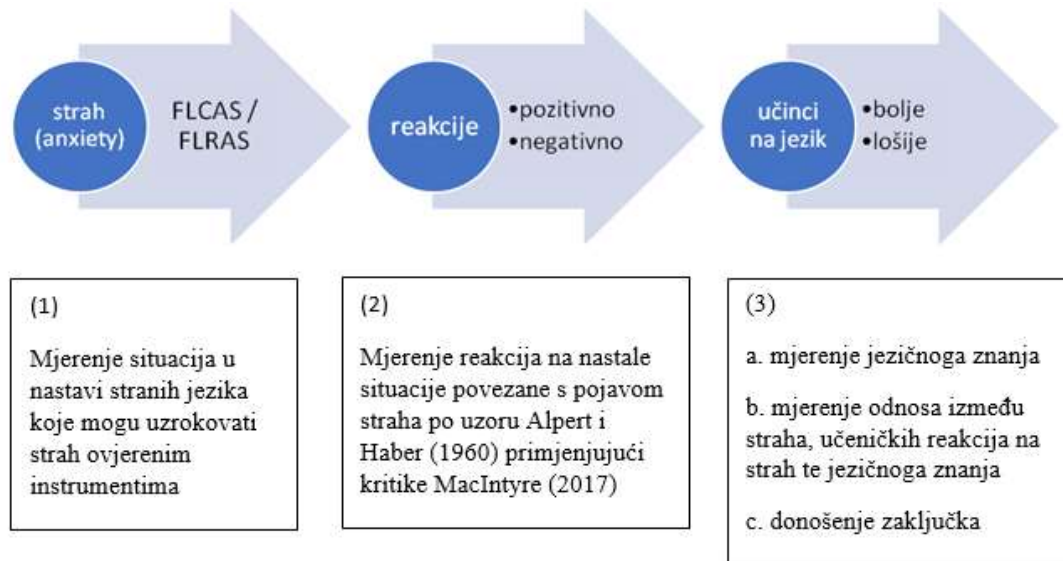 strah
(anxiety)
FLCAS /
FLRAS
reakcije
•pozitivno
•negativno
učinci
na jezik
•bolje
•lošije
(1)
Mjerenje situacija u
nastavi stranih jezika
koje mogu uzrokovati
strah ovjerenim
instrumentima
(2)
Mjerenje reakcija na nastale
situacije povezane s pojavom
straha po uzoru Alpert i
Haber (1960) primjenjujući
kritike MacIntyre (2017)
(3)
a. mjerenje jezičnoga znanja
b. mjerenje odnosa između
straha, učeničkih reakcija na
strah te jezičnoga znanja
c. donošenje zaključka